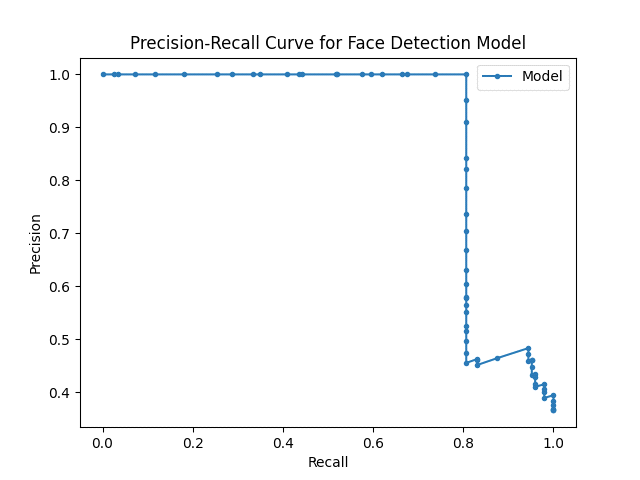 Precision-Recall Curve for Face Detection Model
Model
1.0
0.9
0.8
0.7
0.6
0.5
0.4
Precision
0.0 0.2 0.4 0.6 0.8 1.0
Recall